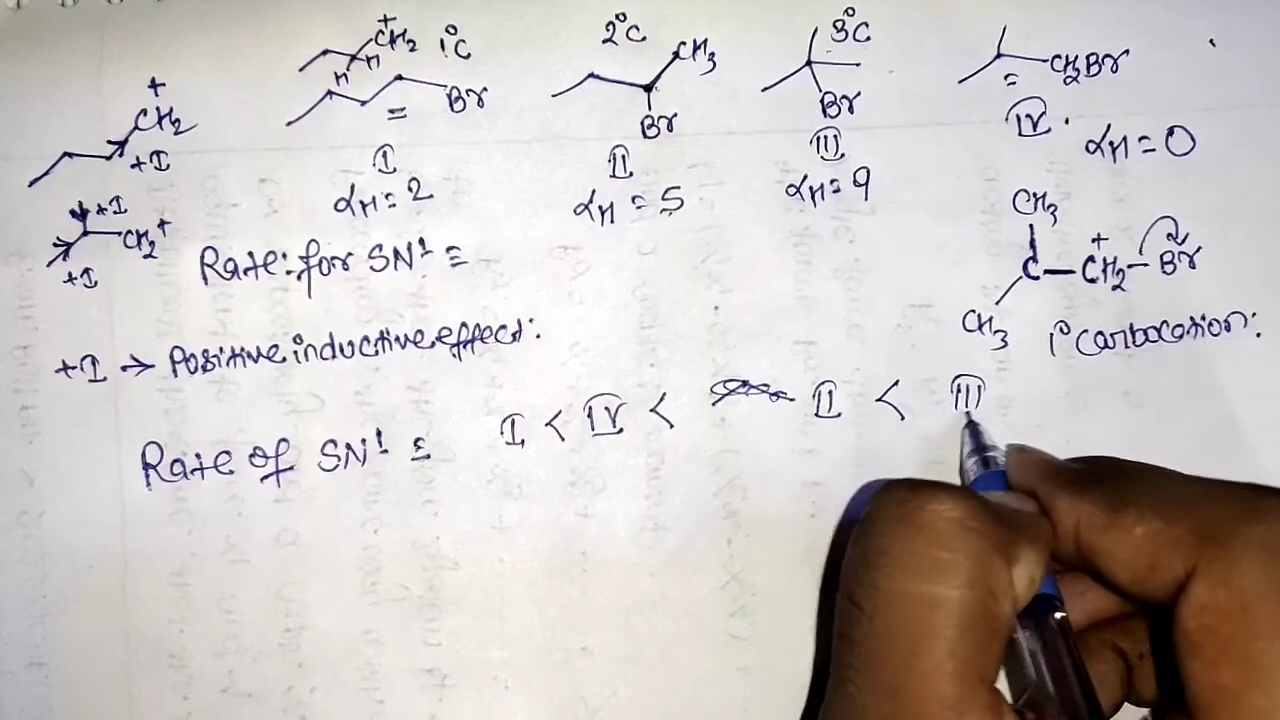 +CH₂ 1°C
Br
I
αH = 2
2°C
CH₃
Br
II
αH = 5
3°C
Br
III
αH = 9
CH₂Br
IV
αH = 0
+
CH₂
+I
+I
CH₂⁺
+I
H H
Rate: for SN¹ =
CH₃
C — CH₂⁺ — Br
CH₃
1° carbocation:
+I → Positive inductive effect:
Rate of SN¹ = I < IV < II < III